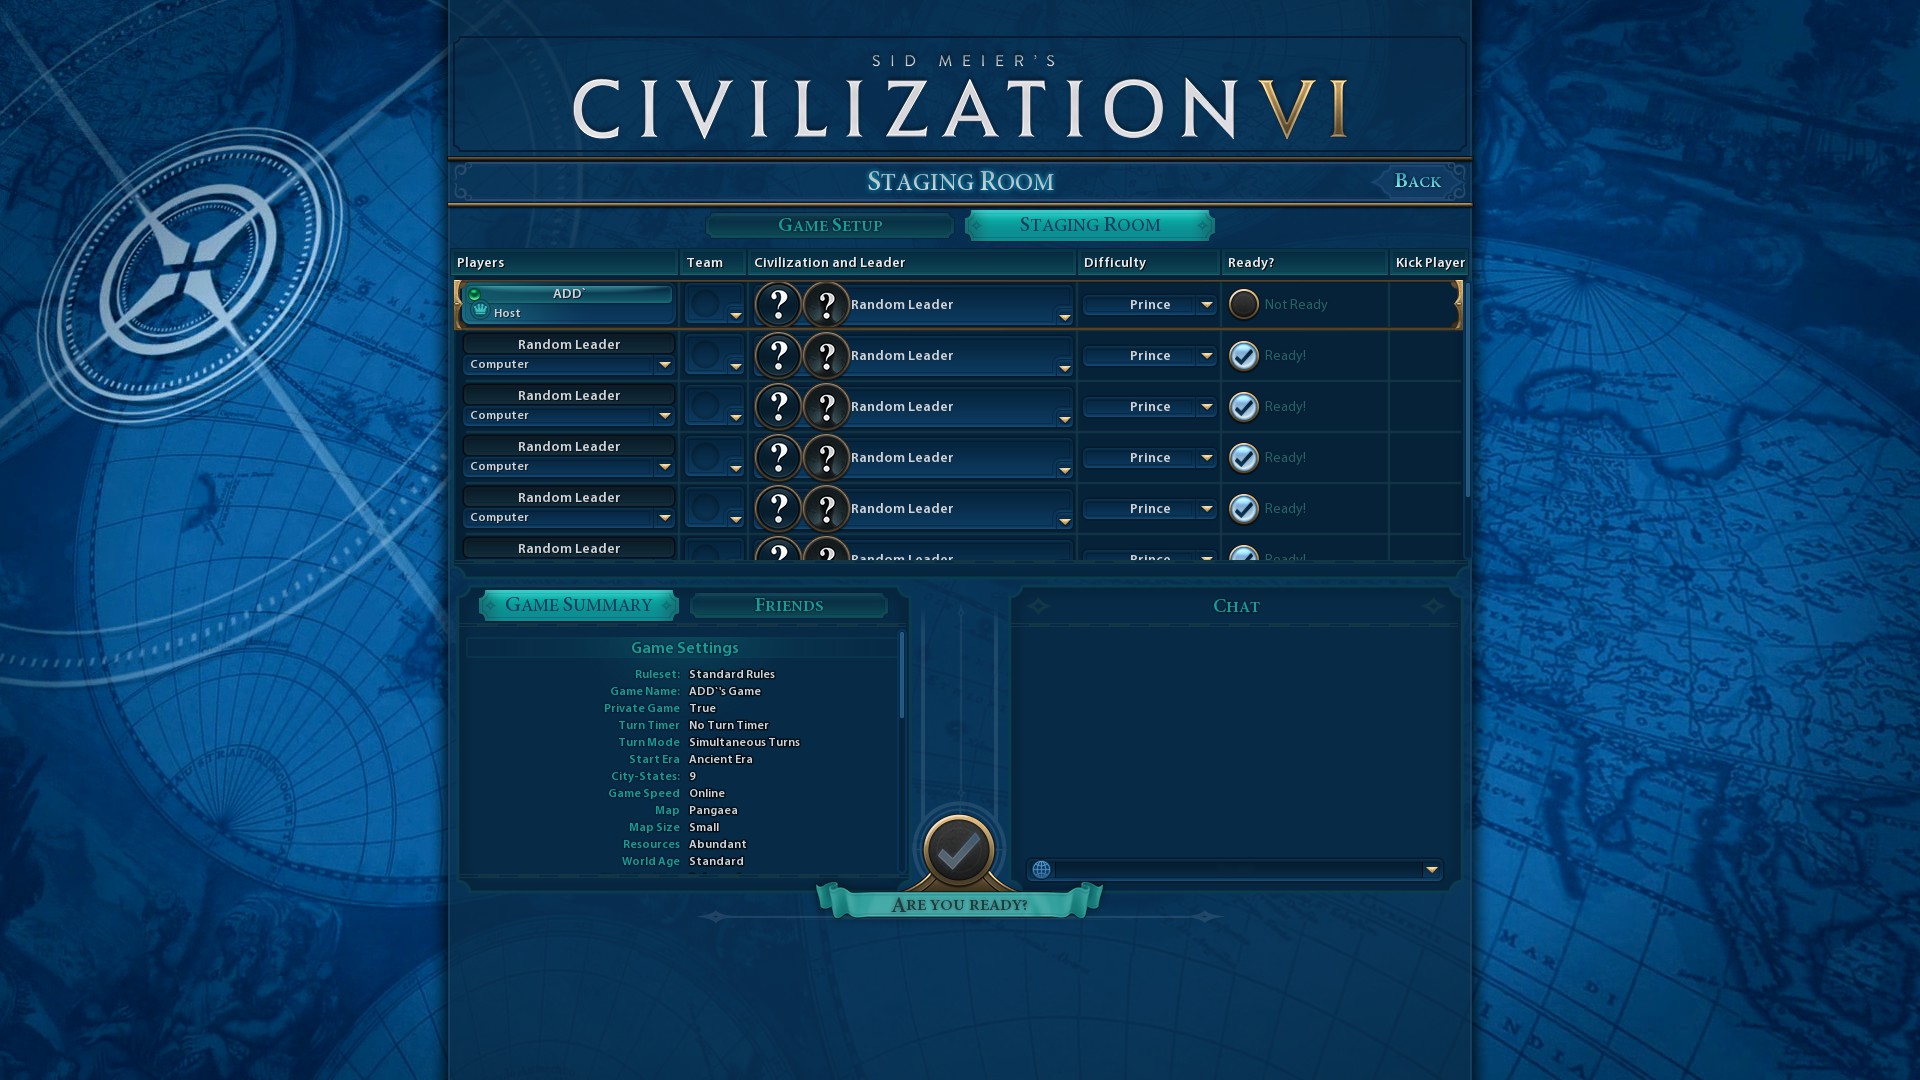 SID MEIER'S
CIVILIZATION VI
STAGING ROOM
BACK
GAME SETUP
STAGING ROOM
Players Team Civilization and Leader Difficulty Ready? Kick Player
ADD`
Host
Random Leader Prince Not Ready
Random Leader
Computer
Random Leader Prince Ready!
Random Leader
Computer
Random Leader Prince Ready!
Random Leader
Computer
Random Leader Prince Ready!
Random Leader
Computer
Random Leader Prince Ready!
Random Leader
Random Leader Prince Ready!
GAME SUMMARY
FRIENDS
CHAT
Game Settings
Ruleset: Standard Rules
Game Name: ADD`'s Game
Private Game True
Turn Timer No Turn Timer
Turn Mode Simultaneous Turns
Start Era Ancient Era
City-States: 9
Game Speed Online
Map Pangaea
Map Size Small
Resources Abundant
World Age Standard
ARE YOU READY?